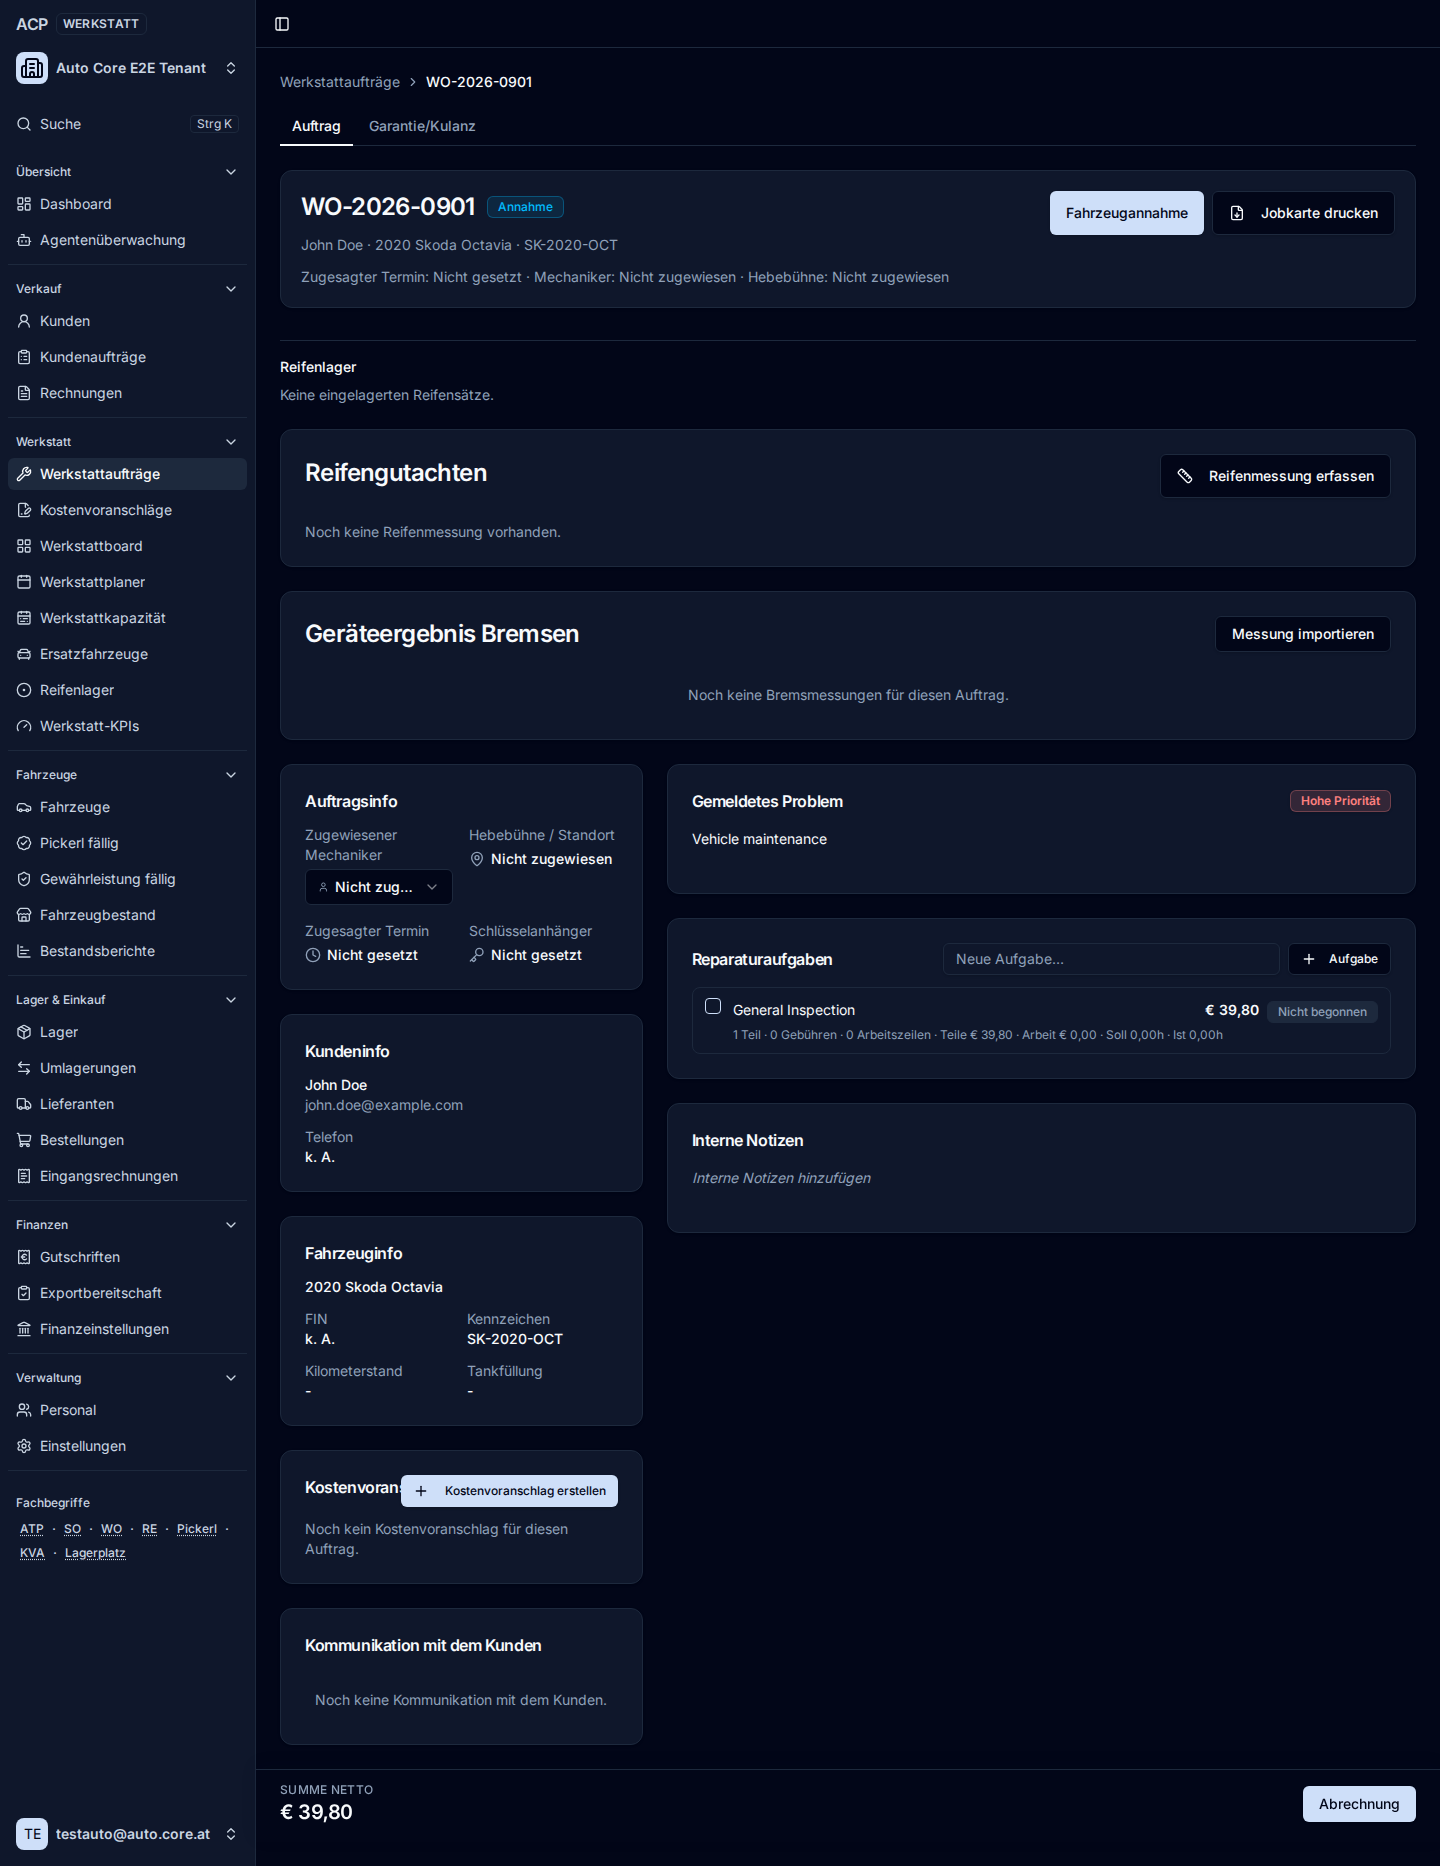 ACP WERKSTATT
Auto Core E2E Tenant
Suche Strg K
Übersicht
Dashboard
Agentenüberwachung
Verkauf
Kunden
Kundenaufträge
Rechnungen
Werkstatt
Werkstattaufträge
Kostenvoranschläge
Werkstattboard
Werkstattplaner
Werkstattkapazität
Ersatzfahrzeuge
Reifenlager
Werkstatt-KPIs
Fahrzeuge
Fahrzeuge
Pickerl fällig
Gewährleistung fällig
Fahrzeugbestand
Bestandsberichte
Lager & Einkauf
Lager
Umlagerungen
Lieferanten
Bestellungen
Eingangsrechnungen
Finanzen
Gutschriften
Exportbereitschaft
Finanzeinstellungen
Verwaltung
Personal
Einstellungen
Fachbegriffe
ATP · SO · WO · RE · Pickerl ·
KVA · Lagerplatz
TE testauto@auto.core.at
Werkstattaufträge > WO-2026-0901
Auftrag Garantie/Kulanz
WO-2026-0901 Annahme
Fahrzeugannahme Jobkarte drucken
John Doe · 2020 Skoda Octavia · SK-2020-OCT
Zugesagter Termin: Nicht gesetzt · Mechaniker: Nicht zugewiesen · Hebebühne: Nicht zugewiesen
Reifenlager
Keine eingelagerten Reifensätze.
Reifengutachten Reifenmessung erfassen
Noch keine Reifenmessung vorhanden.
Geräteergebnis Bremsen Messung importieren
Noch keine Bremsmessungen für diesen Auftrag.
Auftragsinfo
Zugewiesener Mechaniker
Nicht zug...
Hebebühne / Standort
Nicht zugewiesen
Zugesagter Termin
Nicht gesetzt
Schlüsselanhänger
Nicht gesetzt
Kundeninfo
John Doe
john.doe@example.com
Telefon
k. A.
Fahrzeuginfo
2020 Skoda Octavia
FIN
k. A.
Kennzeichen
SK-2020-OCT
Kilometerstand
-
Tankfüllung
-
Kostenvorans Kostenvoranschlag erstellen
Noch kein Kostenvoranschlag für diesen
Auftrag.
Kommunikation mit dem Kunden
Noch keine Kommunikation mit dem Kunden.
Gemeldetes Problem Hohe Priorität
Vehicle maintenance
Reparaturaufgaben Neue Aufgabe... Aufgabe
General Inspection € 39,80 Nicht begonnen
1 Teil · 0 Gebühren · 0 Arbeitszeilen · Teile € 39,80 · Arbeit € 0,00 · Soll 0,00h · Ist 0,00h
Interne Notizen
Interne Notizen hinzufügen
SUMME NETTO
€ 39,80
Abrechnung